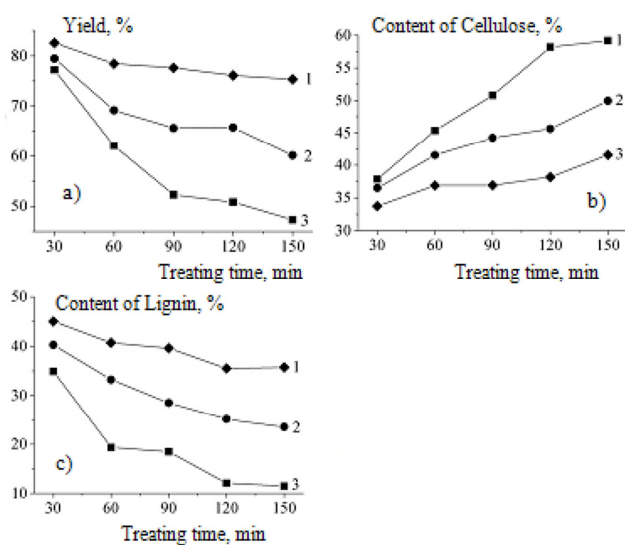 Yield, %
80
70
60
50
1
2
3
a)
30 60 90 120 150
Treating time, min
Content of Cellulose, %
60
55
50
45
40
35
30
1
2
3
b)
30 60 90 120 150
Treating time, min
Content of Lignin, %
50
40
30
20
10
1
2
3
c)
30 60 90 120 150
Treating time, min